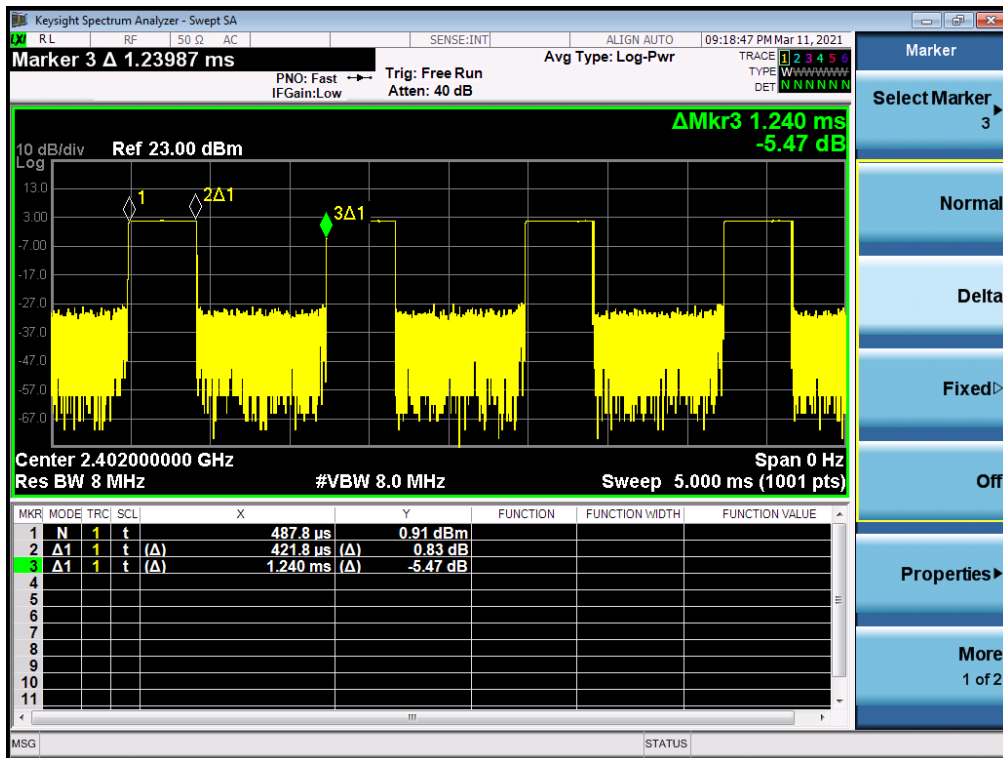 Keysight Spectrum Analyzer - Swept SA
LXI RL RF 50 Ω AC SENSE:INT ALIGN AUTO 09:18:47 PM Mar 11, 2021
Marker 3 Δ 1.23987 ms
PNO: Fast
IFGain:Low
Trig: Free Run
Atten: 40 dB
Avg Type: Log-Pwr
TRACE 1 2 3 4 5 6
TYPE WWWWWW
DET N N N N N N
ΔMkr3 1.240 ms
-5.47 dB
10 dB/div Ref 23.00 dBm
Log
13.0
3.00
-7.00
-17.0
-27.0
-37.0
-47.0
-57.0
-67.0
1
2Δ1
3Δ1
Center 2.402000000 GHz Span 0 Hz
Res BW 8 MHz #VBW 8.0 MHz Sweep 5.000 ms (1001 pts)
MKR MODE TRC SCL X Y FUNCTION FUNCTION WIDTH FUNCTION VALUE
1 N 1 t 487.8 µs 0.91 dBm
2 Δ1 1 t (Δ) 421.8 µs (Δ) 0.83 dB
3 Δ1 1 t (Δ) 1.240 ms (Δ) -5.47 dB
4
5
6
7
8
9
10
11
MSG STATUS
Marker
Select Marker
3
Normal
Delta
Fixed
Off
Properties
More
1 of 2